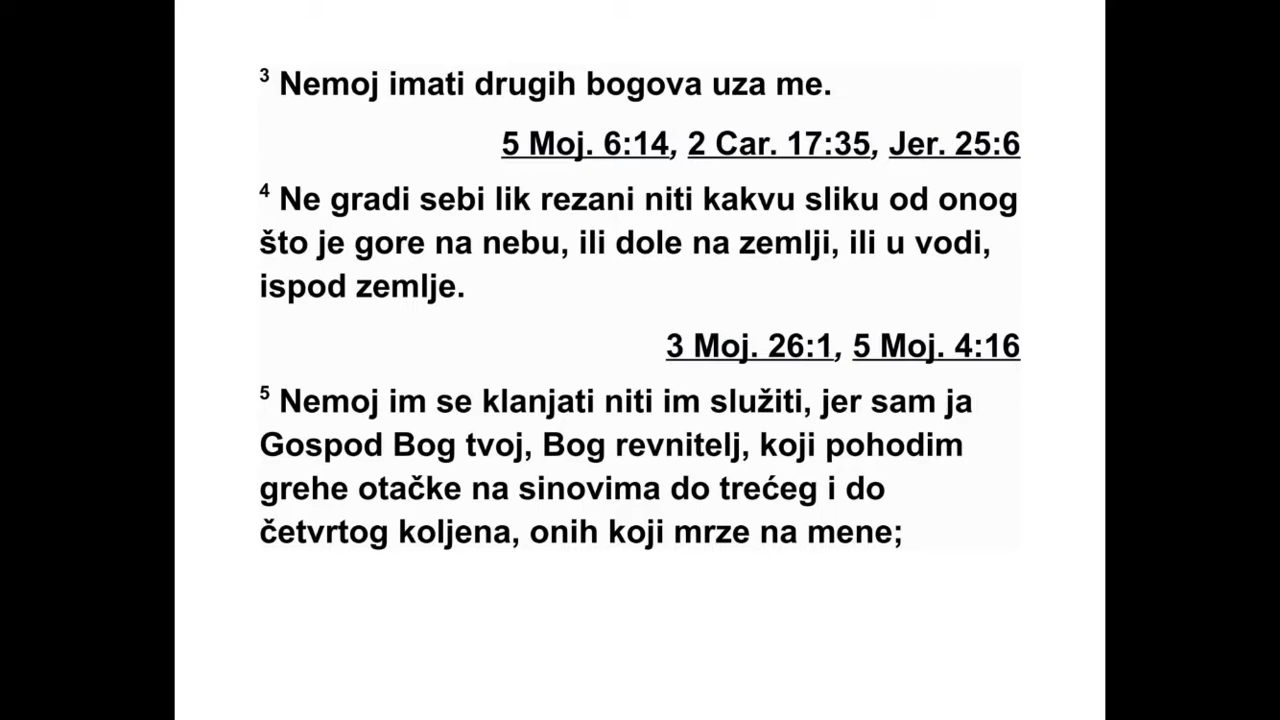 3 Nemoj imati drugih bogova uza me.
5 Moj. 6:14, 2 Car. 17:35, Jer. 25:6
4 Ne gradi sebi lik rezani niti kakvu sliku od onog
što je gore na nebu, ili dole na zemlji, ili u vodi,
ispod zemlje.
3 Moj. 26:1, 5 Moj. 4:16
5 Nemoj im se klanjati niti im služiti, jer sam ja
Gospod Bog tvoj, Bog revnitelj, koji pohodim
grehe otačke na sinovima do trećeg i do
četvrtog koljena, onih koji mrze na mene;